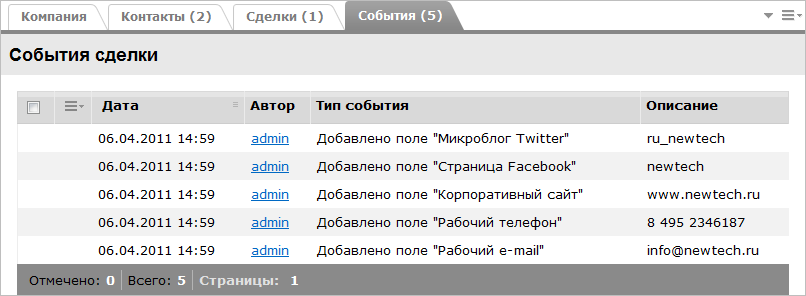 Компания Контакты (2) Сделки (1) События (5)
События сделки
Дата Автор Тип события Описание
06.04.2011 14:59 admin Добавлено поле "Микроблог Twitter" ru_newtech
06.04.2011 14:59 admin Добавлено поле "Страница Facebook" newtech
06.04.2011 14:59 admin Добавлено поле "Корпоративный сайт" www.newtech.ru
06.04.2011 14:59 admin Добавлено поле "Рабочий телефон" 8 495 2346187
06.04.2011 14:59 admin Добавлено поле "Рабочий e-mail" info@newtech.ru
Отмечено: 0 Всего: 5 Страницы: 1